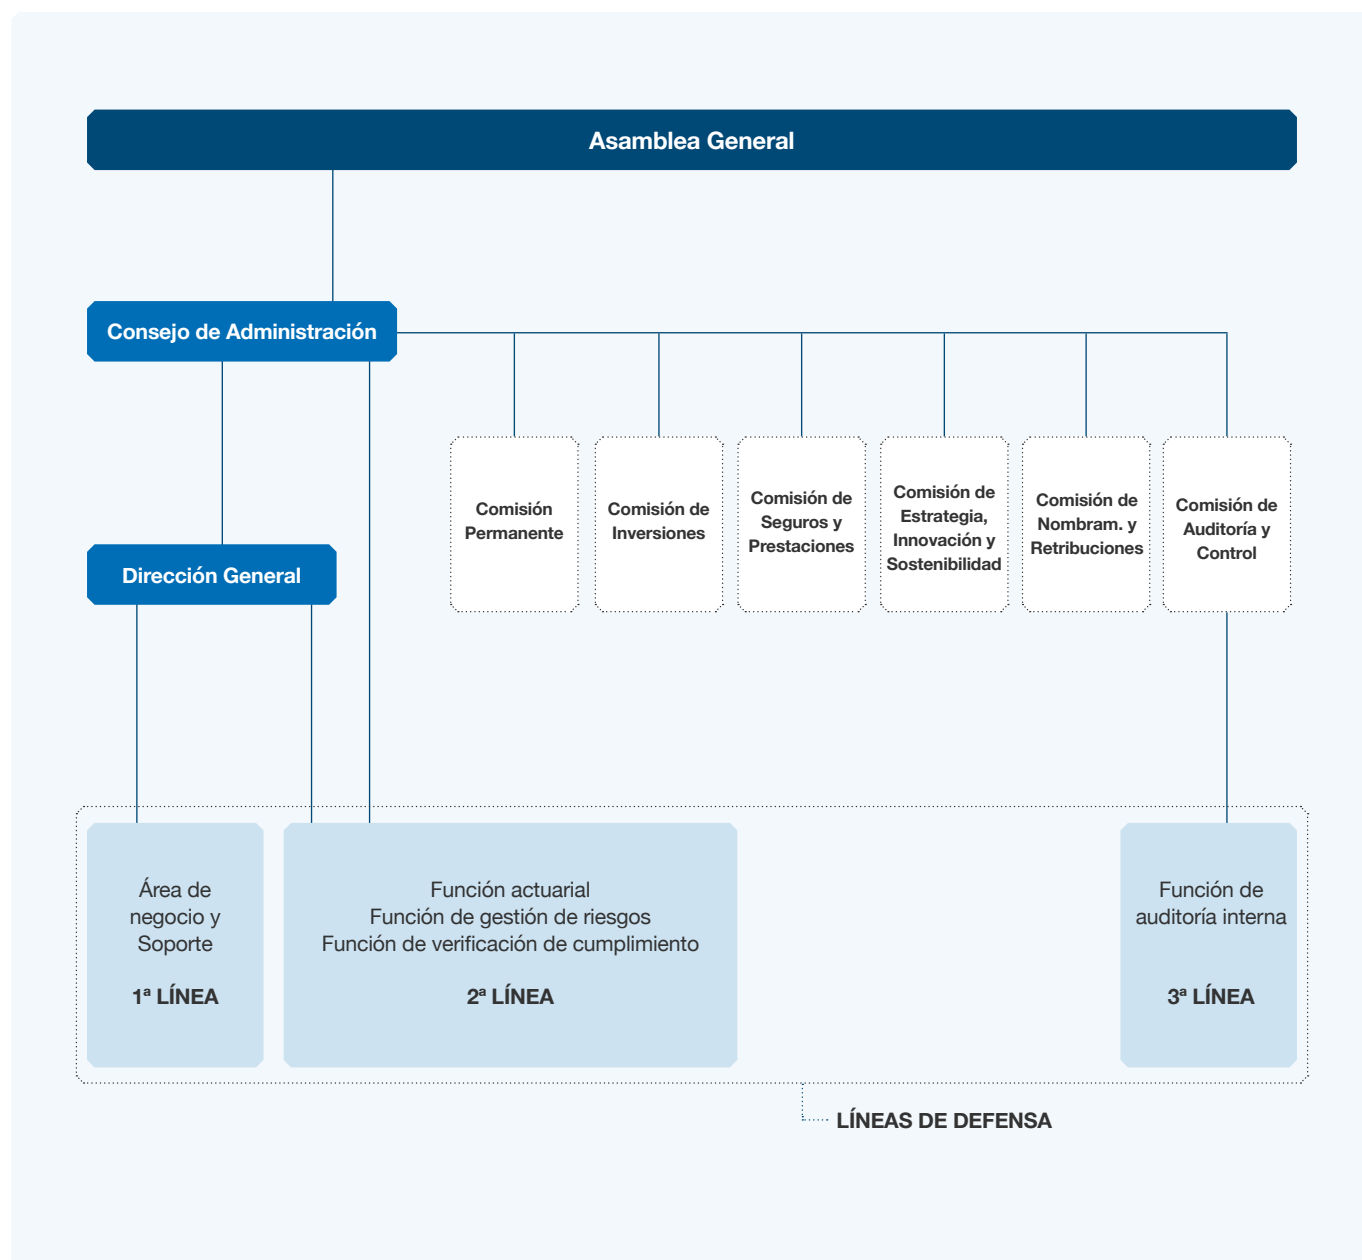 Asamblea General
Consejo de Administración
Comisión
Permanente
Comisión de
Inversiones
Comisión de
Seguros y
Prestaciones
Comisión de
Estrategia,
Innovación y
Sostenibilidad
Comisión de
Nombram. y
Retribuciones
Comisión de
Auditoría y
Control
Dirección General
Área de
negocio y
Soporte
1ª LÍNEA
Función actuarial
Función de gestión de riesgos
Función de verificación de cumplimiento
2ª LÍNEA
Función de
auditoría interna
3ª LÍNEA
LÍNEAS DE DEFENSA